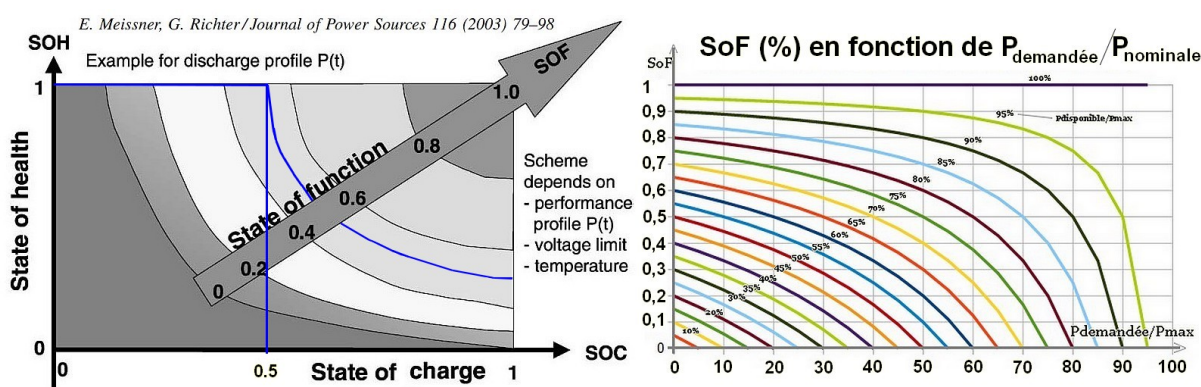 E. Meissner, G. Richter/Journal of Power Sources 116 (2003) 79–98
SOH
Example for discharge profile P(t)
SOF
1
1.0
0.8
0.6
0.4
0.2
0
State of function
State of health
Scheme
depends on
- performance
profile P(t)
- voltage limit
- temperature
0
SOC
0
0.5
State of charge
1
SoF (%) en fonction de Pdemandée/Pnominale
SoF
1
0,9
0,8
0,7
0,6
0,5
0,4
0,3
0,2
0,1
0
100%
95%
Pdisponible/Pmax
90%
85%
80%
75%
70%
65%
60%
55%
50%
45%
40%
35%
30%
20%
10%
Pdemandée/Pmax
0 10 20 30 40 50 60 70 80 90 100